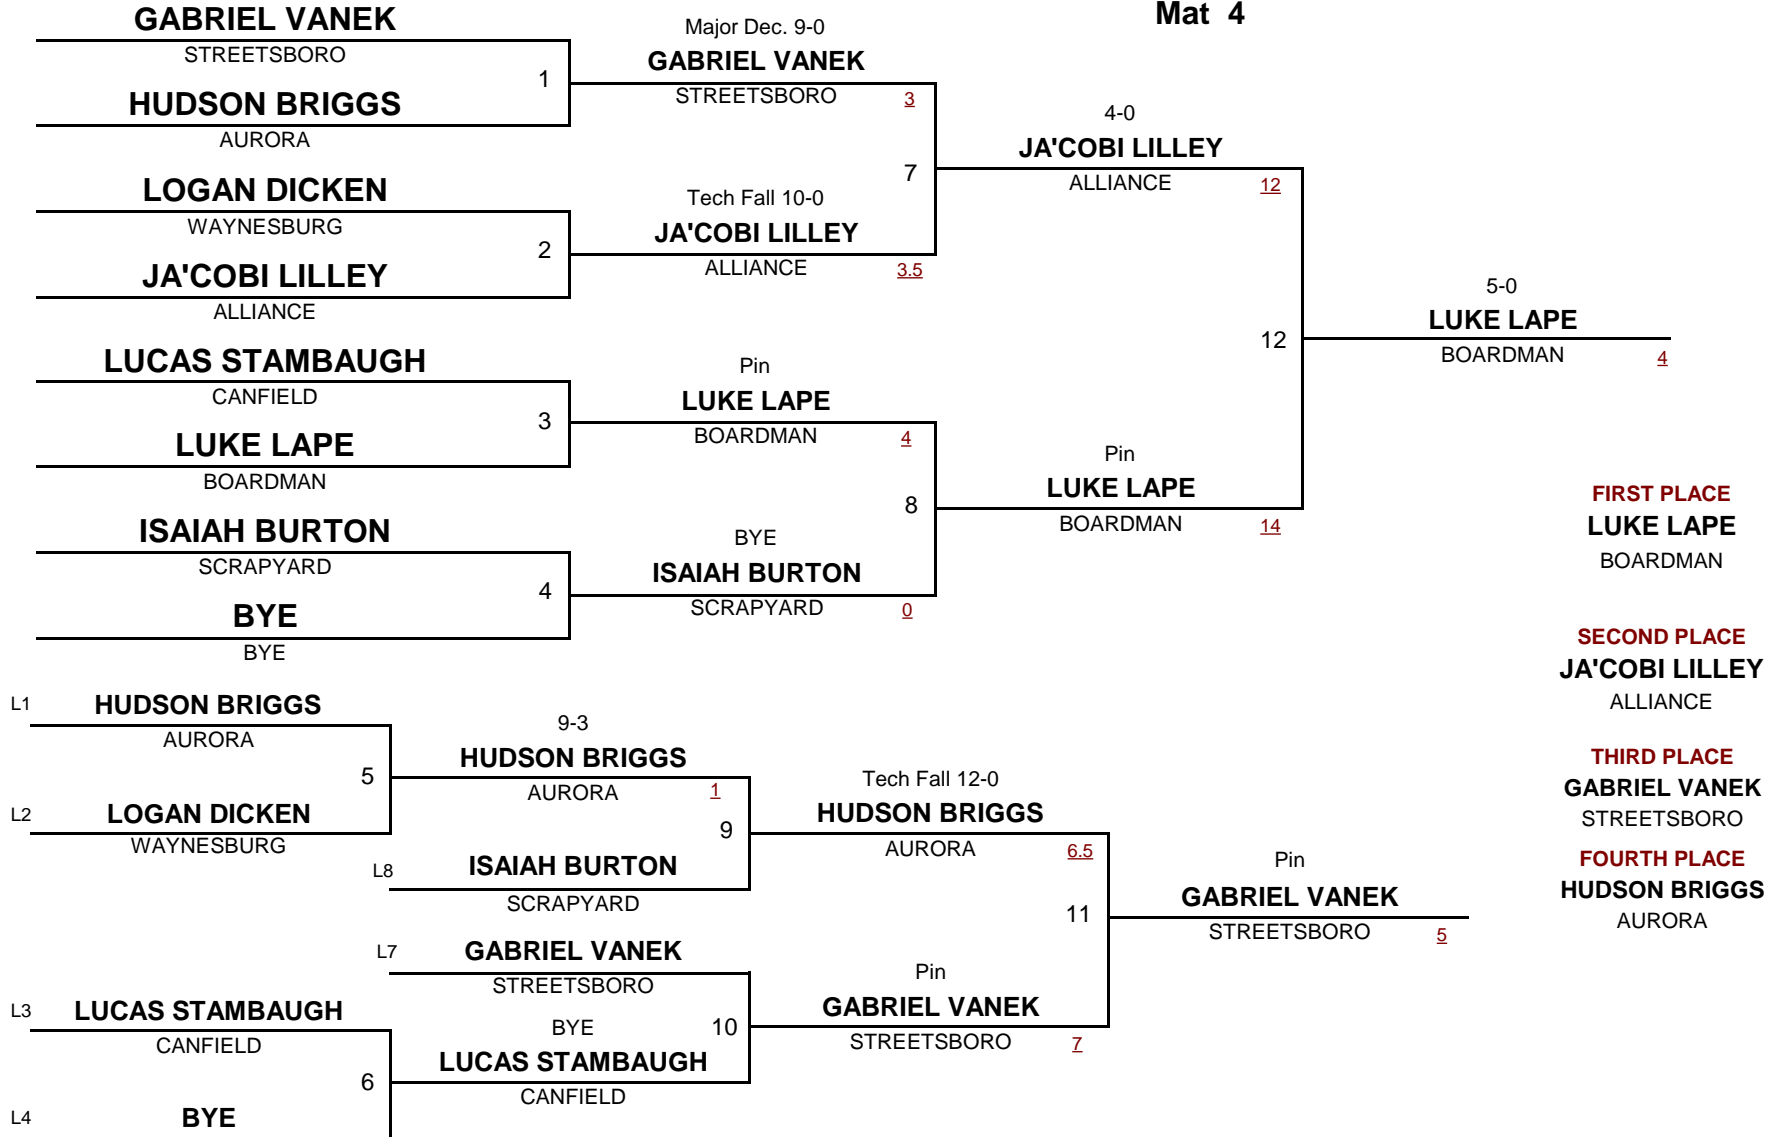 Mat 4
GABRIEL VANEK
STREETSBORO
1
HUDSON BRIGGS
AURORA
LOGAN DICKEN
WAYNESBURG
2
JA'COBI LILLEY
ALLIANCE
LUCAS STAMBAUGH
CANFIELD
3
LUKE LAPE
BOARDMAN
ISAIAH BURTON
SCRAPYARD
4
BYE
BYE
Major Dec. 9-0
GABRIEL VANEK
STREETSBORO 3
7
Tech Fall 10-0
JA'COBI LILLEY
ALLIANCE 3.5
Pin
LUKE LAPE
BOARDMAN 4
8
BYE
ISAIAH BURTON
SCRAPYARD 0
4-0
JA'COBI LILLEY
ALLIANCE 12
12
Pin
LUKE LAPE
BOARDMAN 14
5-0
LUKE LAPE
BOARDMAN 4
FIRST PLACE
LUKE LAPE
BOARDMAN
SECOND PLACE
JA'COBI LILLEY
ALLIANCE
THIRD PLACE
GABRIEL VANEK
STREETSBORO
FOURTH PLACE
HUDSON BRIGGS
AURORA
L1 HUDSON BRIGGS
AURORA
5
L2 LOGAN DICKEN
WAYNESBURG
9-3
HUDSON BRIGGS
AURORA 1
9
L8 ISAIAH BURTON
SCRAPYARD
L7 GABRIEL VANEK
STREETSBORO
L3 LUCAS STAMBAUGH
CANFIELD
6
L4 BYE
BYE 10
LUCAS STAMBAUGH
CANFIELD
Tech Fall 12-0
HUDSON BRIGGS
AURORA 6.5
11
Pin
GABRIEL VANEK
STREETSBORO 7
Pin
GABRIEL VANEK
STREETSBORO 5